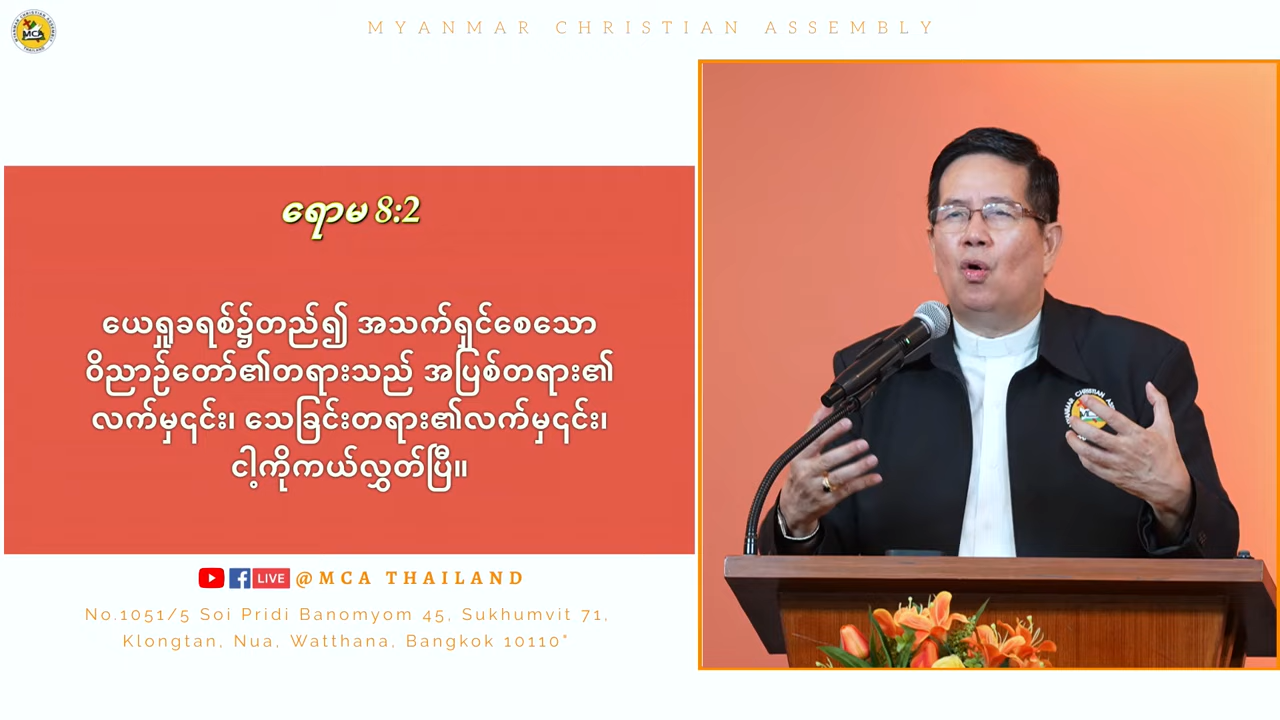 MYANMAR CHRISTIAN ASSEMBLY
MCA
THAILAND
ရောမ 8:2
ယေရှုခရစ်၌တည်၍ အသက်ရှင်စေသော
ဝိညာဉ်တော်၏တရားသည် အပြစ်တရား၏
လက်မှ၎င်း၊ သေခြင်းတရား၏လက်မှ၎င်း၊
ငါ့ကိုကယ်လွှတ်ပြီ။
LIVE @MCA THAILAND
No.1051/5 Soi Pridi Banomyom 45, Sukhumvit 71,
Klongtan, Nua, Watthana, Bangkok 10110"